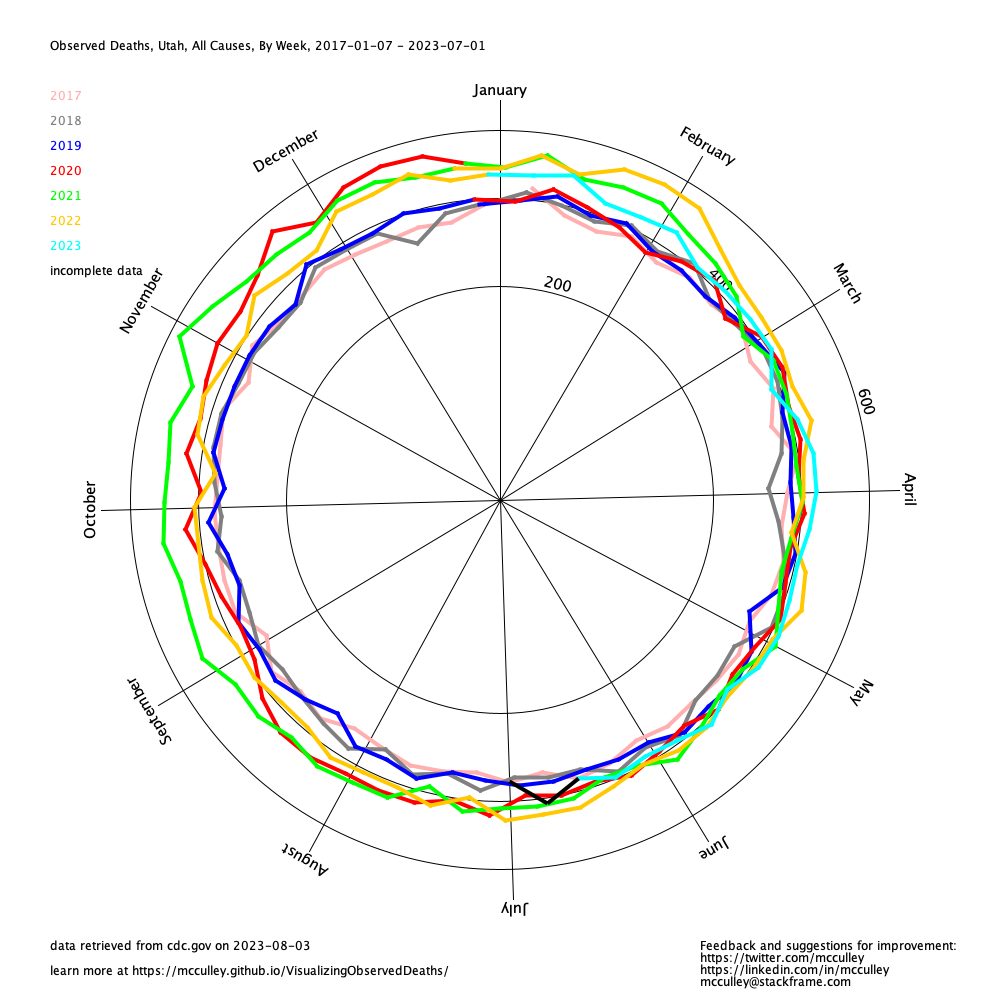 Observed Deaths, Utah, All Causes, By Week, 2017-01-07 - 2023-07-01
January
2017
2018
2019
2020
2021
2022
2023
incomplete data
December
February
November
March
200
400
600
October
April
September
May
August
June
July
data retrieved from cdc.gov on 2023-08-03
learn more at https://mcculley.github.io/VisualizingObservedDeaths/
Feedback and suggestions for improvement:
https://twitter.com/mcculley
https://linkedin.com/in/mcculley
mcculley@stackframe.com